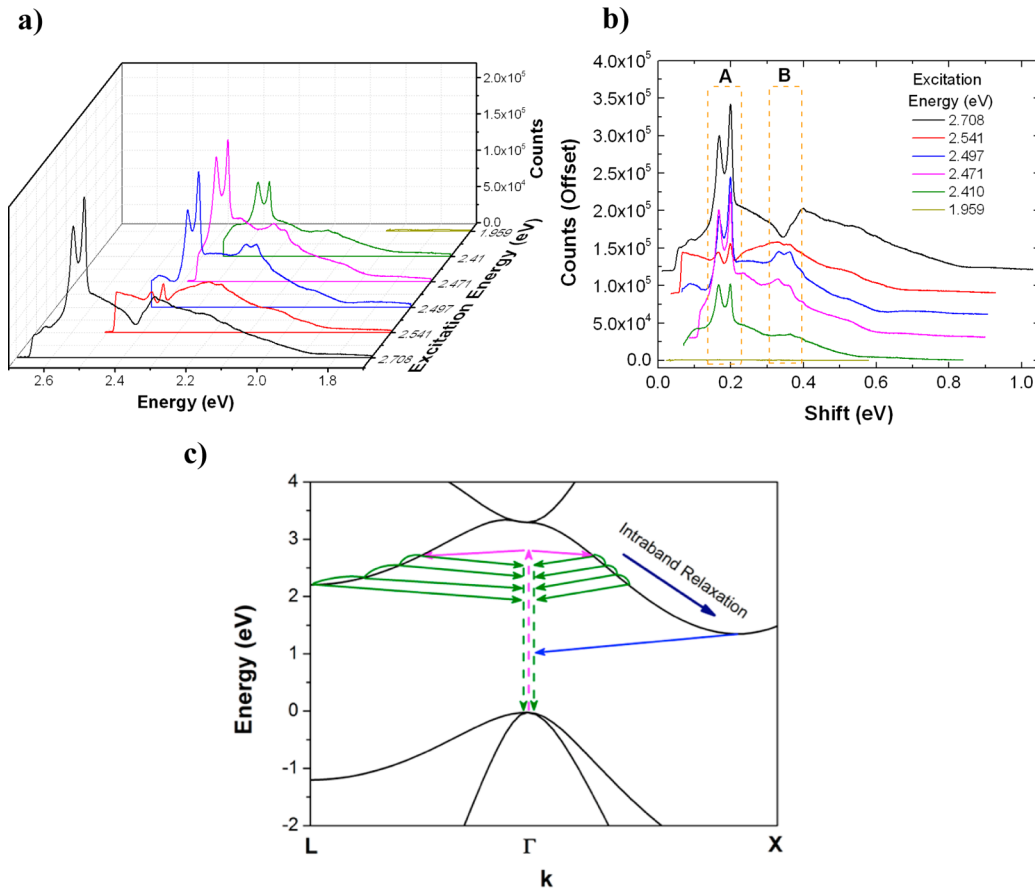 a)
2.0x10⁵
1.5x10⁵
1.0x10⁵
5.0x10⁴
0.0
Counts
1.959
2.41
2.471
2.497
2.541
2.708
Excitation Energy (eV)
2.6 2.4 2.2 2.0 1.8
Energy (eV)
b)
A B
4.0x10⁵
3.5x10⁵
3.0x10⁵
2.5x10⁵
2.0x10⁵
1.5x10⁵
1.0x10⁵
5.0x10⁴
0.0
Counts (Offset)
Excitation
Energy (eV)
2.708
2.541
2.497
2.471
2.410
1.959
0.0 0.2 0.4 0.6 0.8 1.0
Shift (eV)
c)
4
3
2
1
0
-1
-2
Energy (eV)
Intraband Relaxation
L Γ X
k